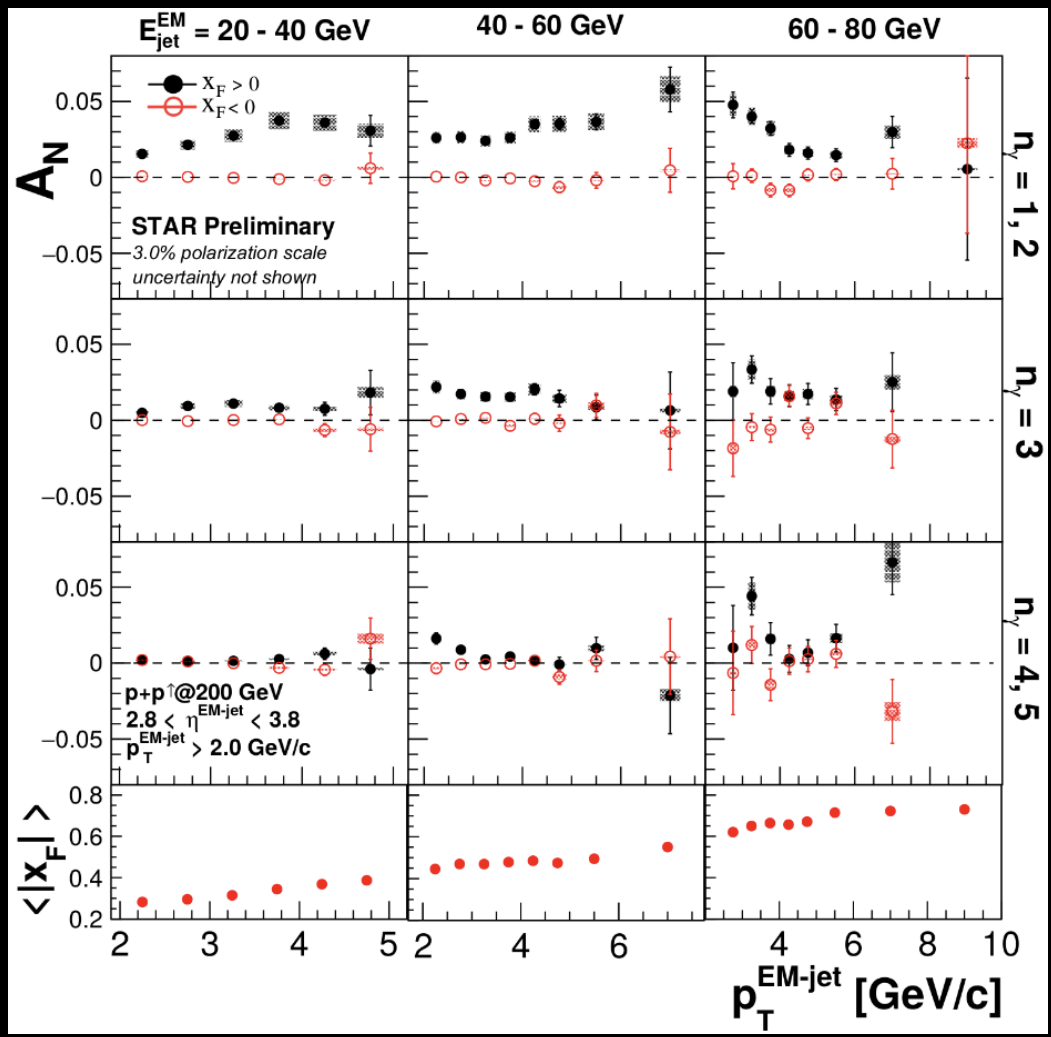 E_jet^EM = 20 - 40 GeV
40 - 60 GeV
60 - 80 GeV
x_F > 0
x_F < 0
A_N
0.05
0
−0.05
STAR Preliminary
3.0% polarization scale
uncertainty not shown
n_γ = 1, 2
0.05
0
−0.05
n_γ = 3
0.05
0
−0.05
p+p↑@200 GeV
2.8 < η^EM-jet < 3.8
p_T^EM-jet > 2.0 GeV/c
n_γ = 4, 5
<|x_F|>
0.8
0.6
0.4
0.2
2 3 4 5
2 4 6
4 6 8 10
p_T^EM-jet [GeV/c]